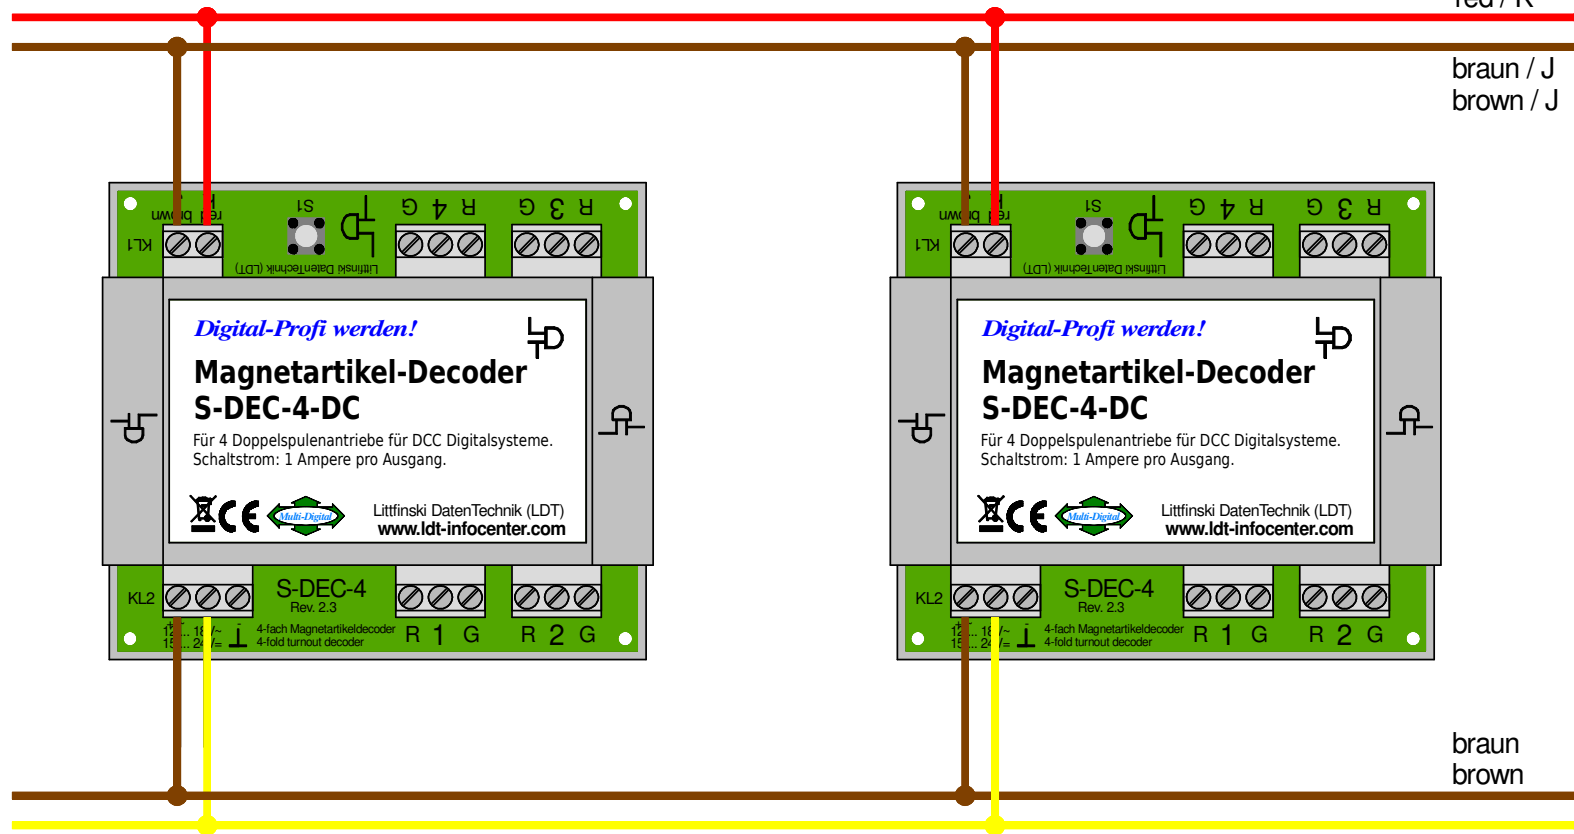 red / K
braun / J
brown / J
red brown
S1
G 4 R
G 3 R
KL1
Littfinski DatenTechnik (LDT)
Digital-Profi werden!
Magnetartikel-Decoder
S-DEC-4-DC
Für 4 Doppelspulenantriebe für DCC Digitalsysteme.
Schaltstrom: 1 Ampere pro Ausgang.
CE
Multi-Digital
Littfinski DatenTechnik (LDT)
www.ldt-infocenter.com
KL2
S-DEC-4
Rev. 2.3
4-fach Magnetartikeldecoder
4-fold turnout decoder
R 1 G
R 2 G
red brown
S1
G 4 R
G 3 R
KL1
Littfinski DatenTechnik (LDT)
Digital-Profi werden!
Magnetartikel-Decoder
S-DEC-4-DC
Für 4 Doppelspulenantriebe für DCC Digitalsysteme.
Schaltstrom: 1 Ampere pro Ausgang.
CE
Multi-Digital
Littfinski DatenTechnik (LDT)
www.ldt-infocenter.com
KL2
S-DEC-4
Rev. 2.3
4-fach Magnetartikeldecoder
4-fold turnout decoder
R 1 G
R 2 G
braun
brown